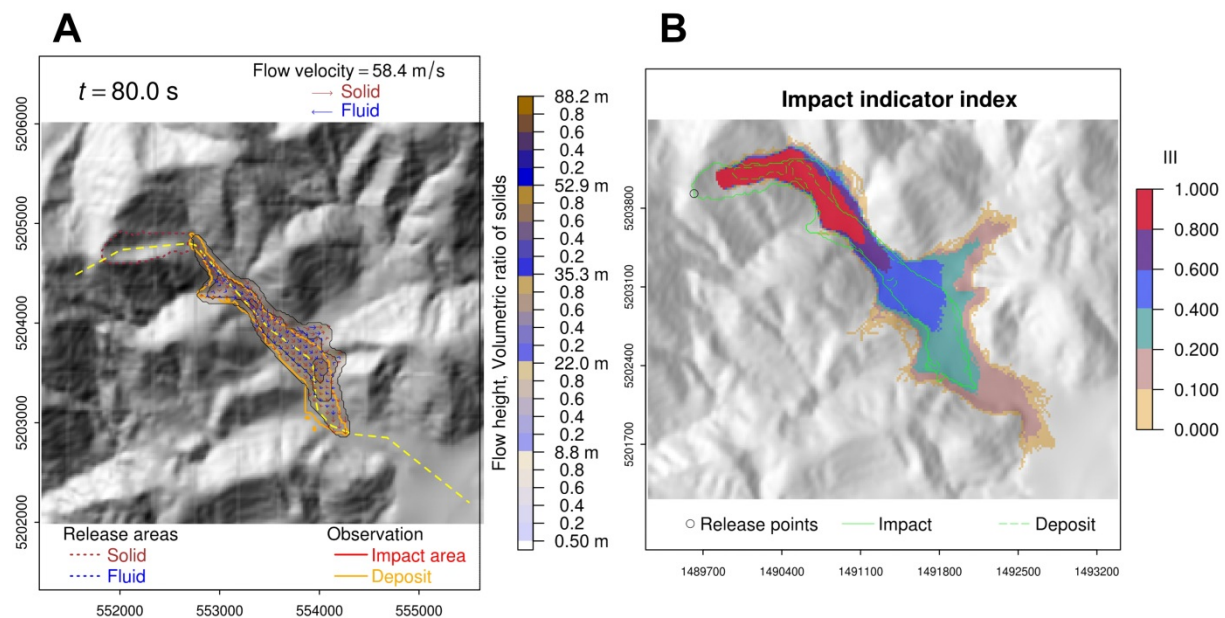 A
t = 80.0 s
Flow velocity = 58.4 m/s
Solid
Fluid
5206000
5205000
5204000
5203000
5202000
552000
553000
554000
555000
Release areas
Solid
Fluid
Observation
Impact area
Deposit
Flow height, Volumetric ratio of solids
88.2 m
0.8
0.6
0.4
0.2
52.9 m
0.8
0.6
0.4
0.2
35.3 m
0.8
0.6
0.4
0.2
22.0 m
0.8
0.6
0.4
0.2
8.8 m
0.8
0.6
0.4
0.2
0.50 m
B
Impact indicator index
5203800
5203100
5202400
5201700
Release points
Impact
Deposit
1489700
1490400
1491100
1491800
1492500
1493200
III
1.000
0.800
0.600
0.400
0.200
0.100
0.000